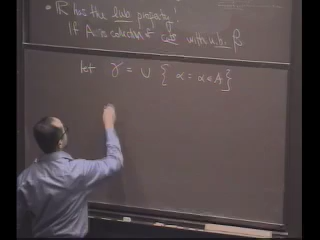 • ℝ has the lub property!
If A is collection of cuts with u.b. β
let γ = ∪ { α : α ∈ A }